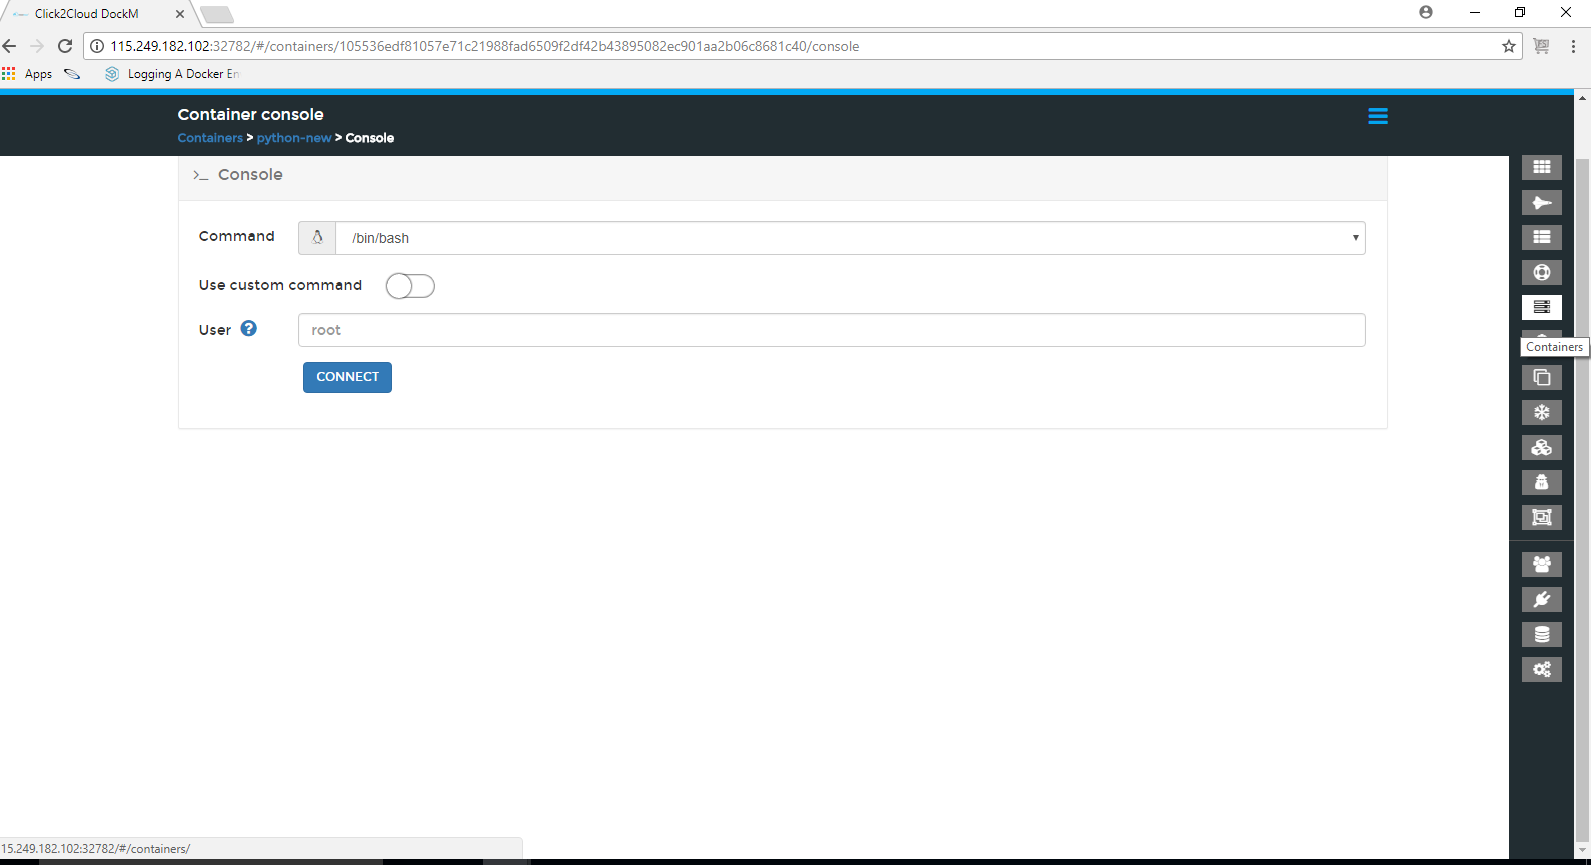 Click2Cloud DockM
115.249.182.102:32782/#/containers/105536edf81057e71c21988fad6509f2df42b43895082ec901aa2b06c8681c40/console
Apps
Logging A Docker En
Container console
Containers > python-new > Console
>_ Console
Command
/bin/bash
Use custom command
User ?
root
CONNECT
Containers
15.249.182.102:32782/#/containers/